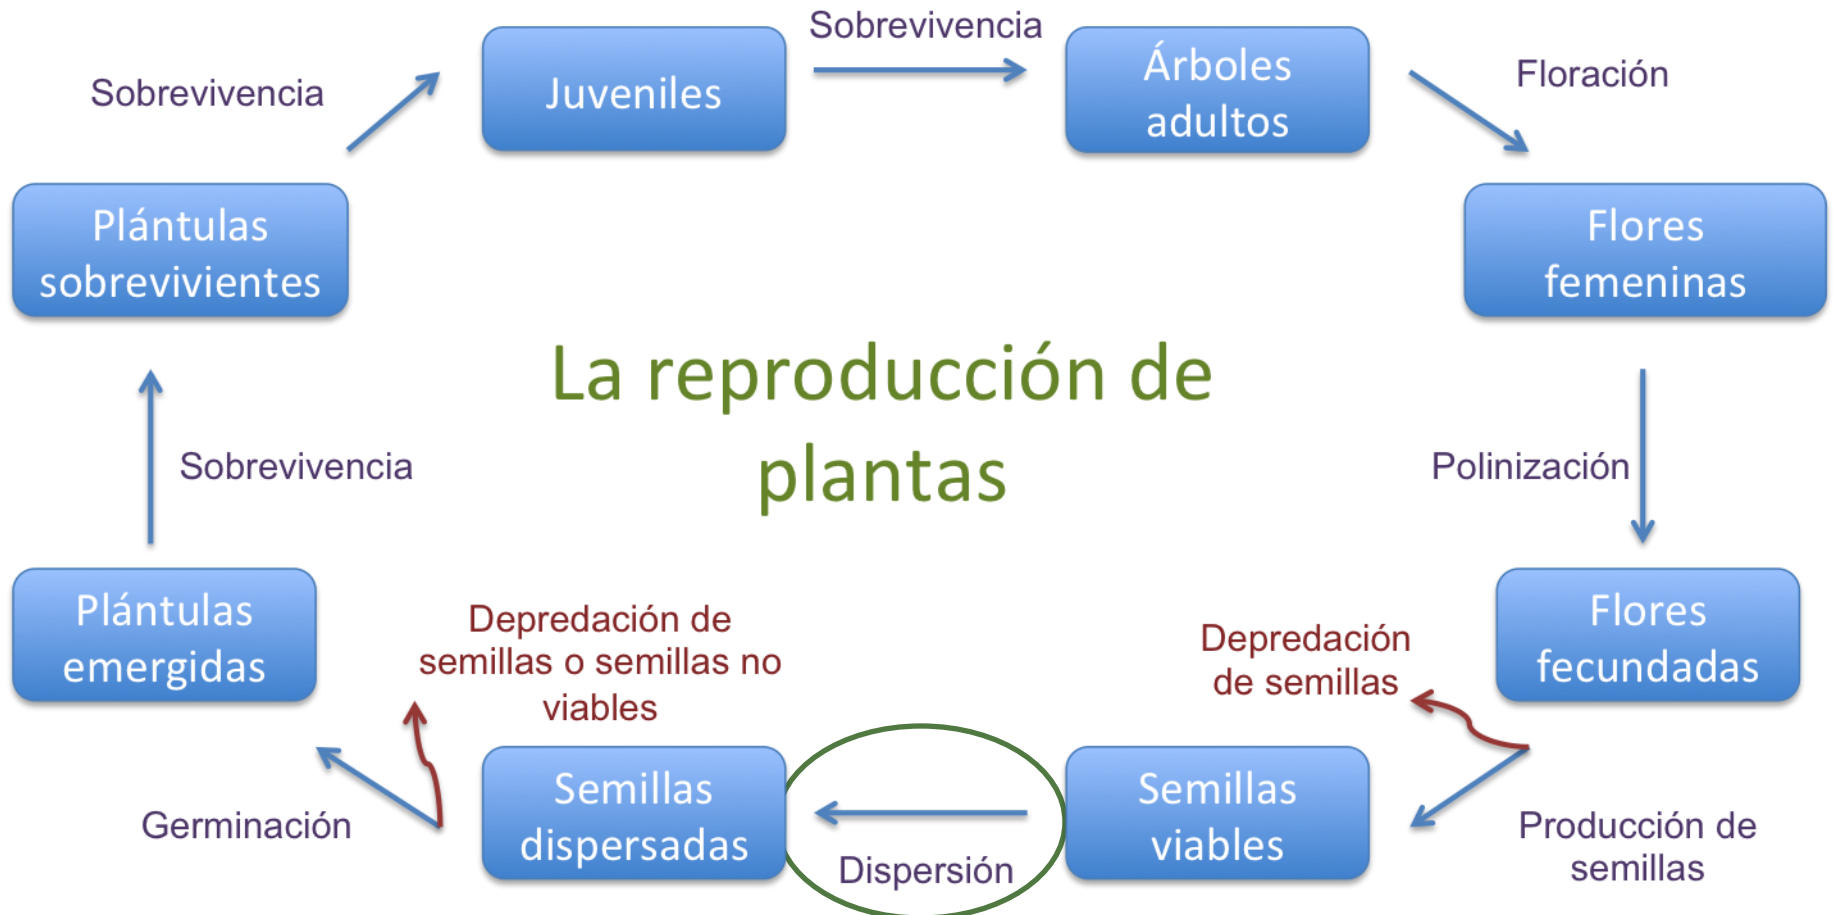 Sobrevivencia
Juveniles
Sobrevivencia
Árboles
adultos
Floración
Plántulas
sobrevivientes
Flores
femeninas
La reproducción de
plantas
Sobrevivencia
Polinización
Plántulas
emergidas
Depredación de
semillas o semillas no
viables
Depredación
de semillas
Flores
fecundadas
Germinación
Semillas
dispersadas
Dispersión
Semillas
viables
Producción de
semillas